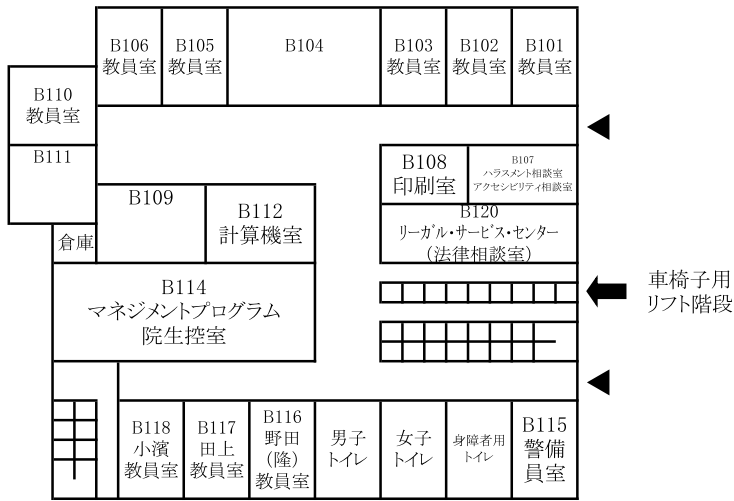 B106
教員室
B105
教員室
B104
B103
教員室
B102
教員室
B101
教員室
B110
教員室
B111
B108
印刷室
B107
ハラスメント相談室
アクセシビリティ相談室
B109
B112
計算機室
B120
リーガル・サービス・センター
（法律相談室）
倉庫
B114
マネジメントプログラム
院生控室
車椅子用
リフト階段
B118
小濱
教員室
B117
田上
教員室
B116
野田
（隆）
教員室
男子
トイレ
女子
トイレ
身障者用
トイレ
B115
警備
員室